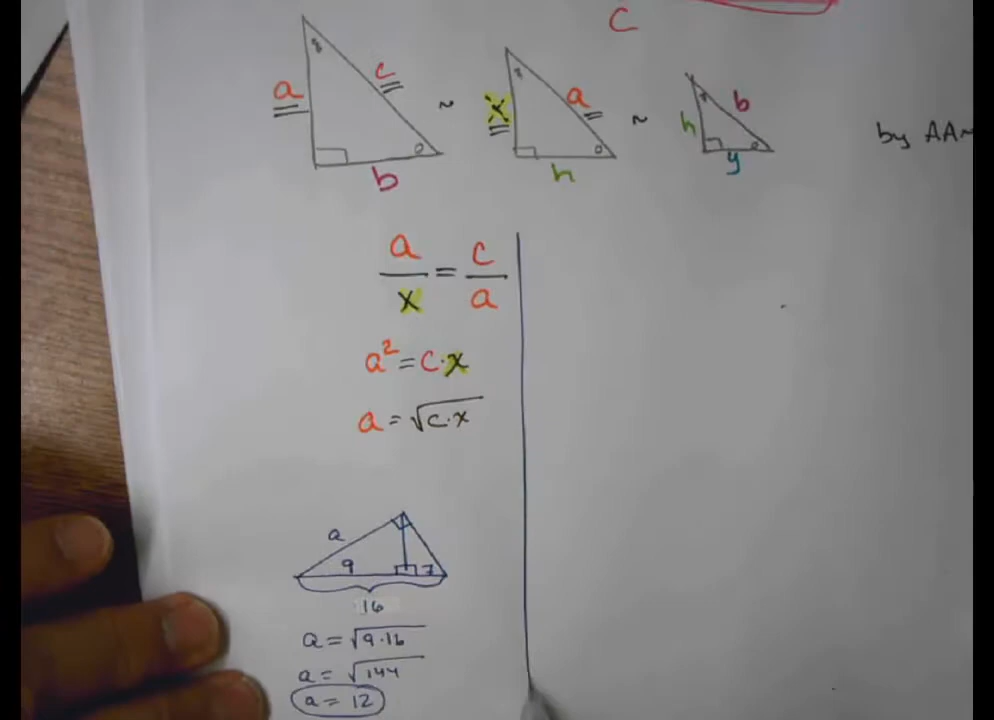 c
a c ~ x a ~ h b by AA~
b h y
a/x = c/a
a² = c·x
a = √c·x
a
9 7
16
a = √9·16
a = √144
a = 12